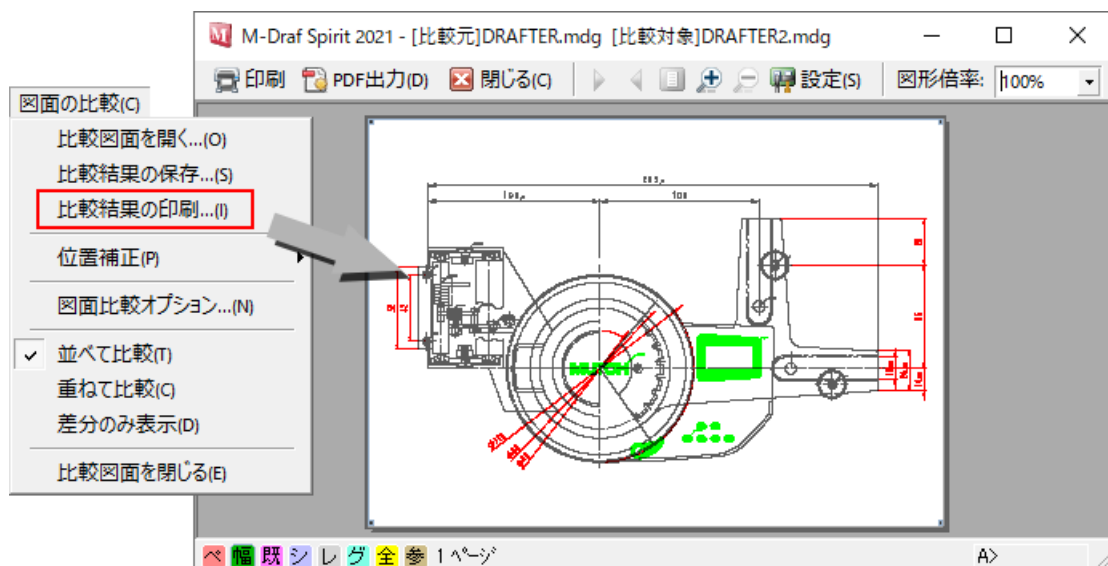 M-Draf Spirit 2021 - [比較元]DRAFTER.mdg [比較対象]DRAFTER2.mdg
印刷 PDF出力(D) 閉じる(C) 設定(S) 図形倍率: 100%
図面の比較(C)
比較図面を開く...(O)
比較結果の保存...(S)
比較結果の印刷...(I)
位置補正(P)
図面比較オプション...(N)
並べて比較(T)
重ねて比較(C)
差分のみ表示(D)
比較図面を閉じる(E)
100
MUTOH
ペ 幅 既 シ レ グ 全 参 1 ページ A>